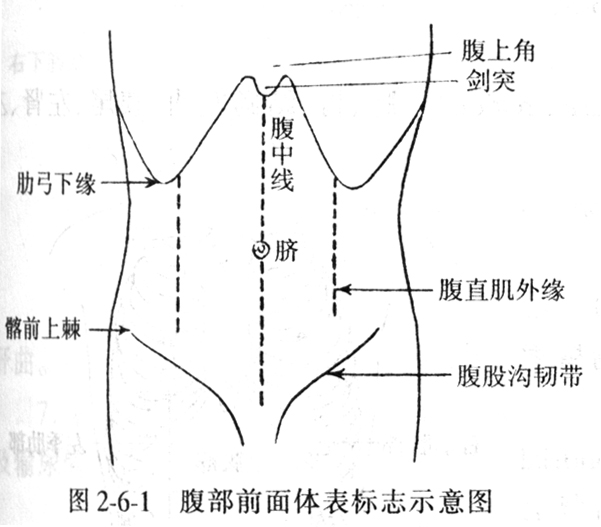 腹上角
剑突
腹中线
肋弓下缘
脐
腹直肌外缘
髂前上棘
腹股沟韧带
图 2-6-1 腹部前面体表标志示意图